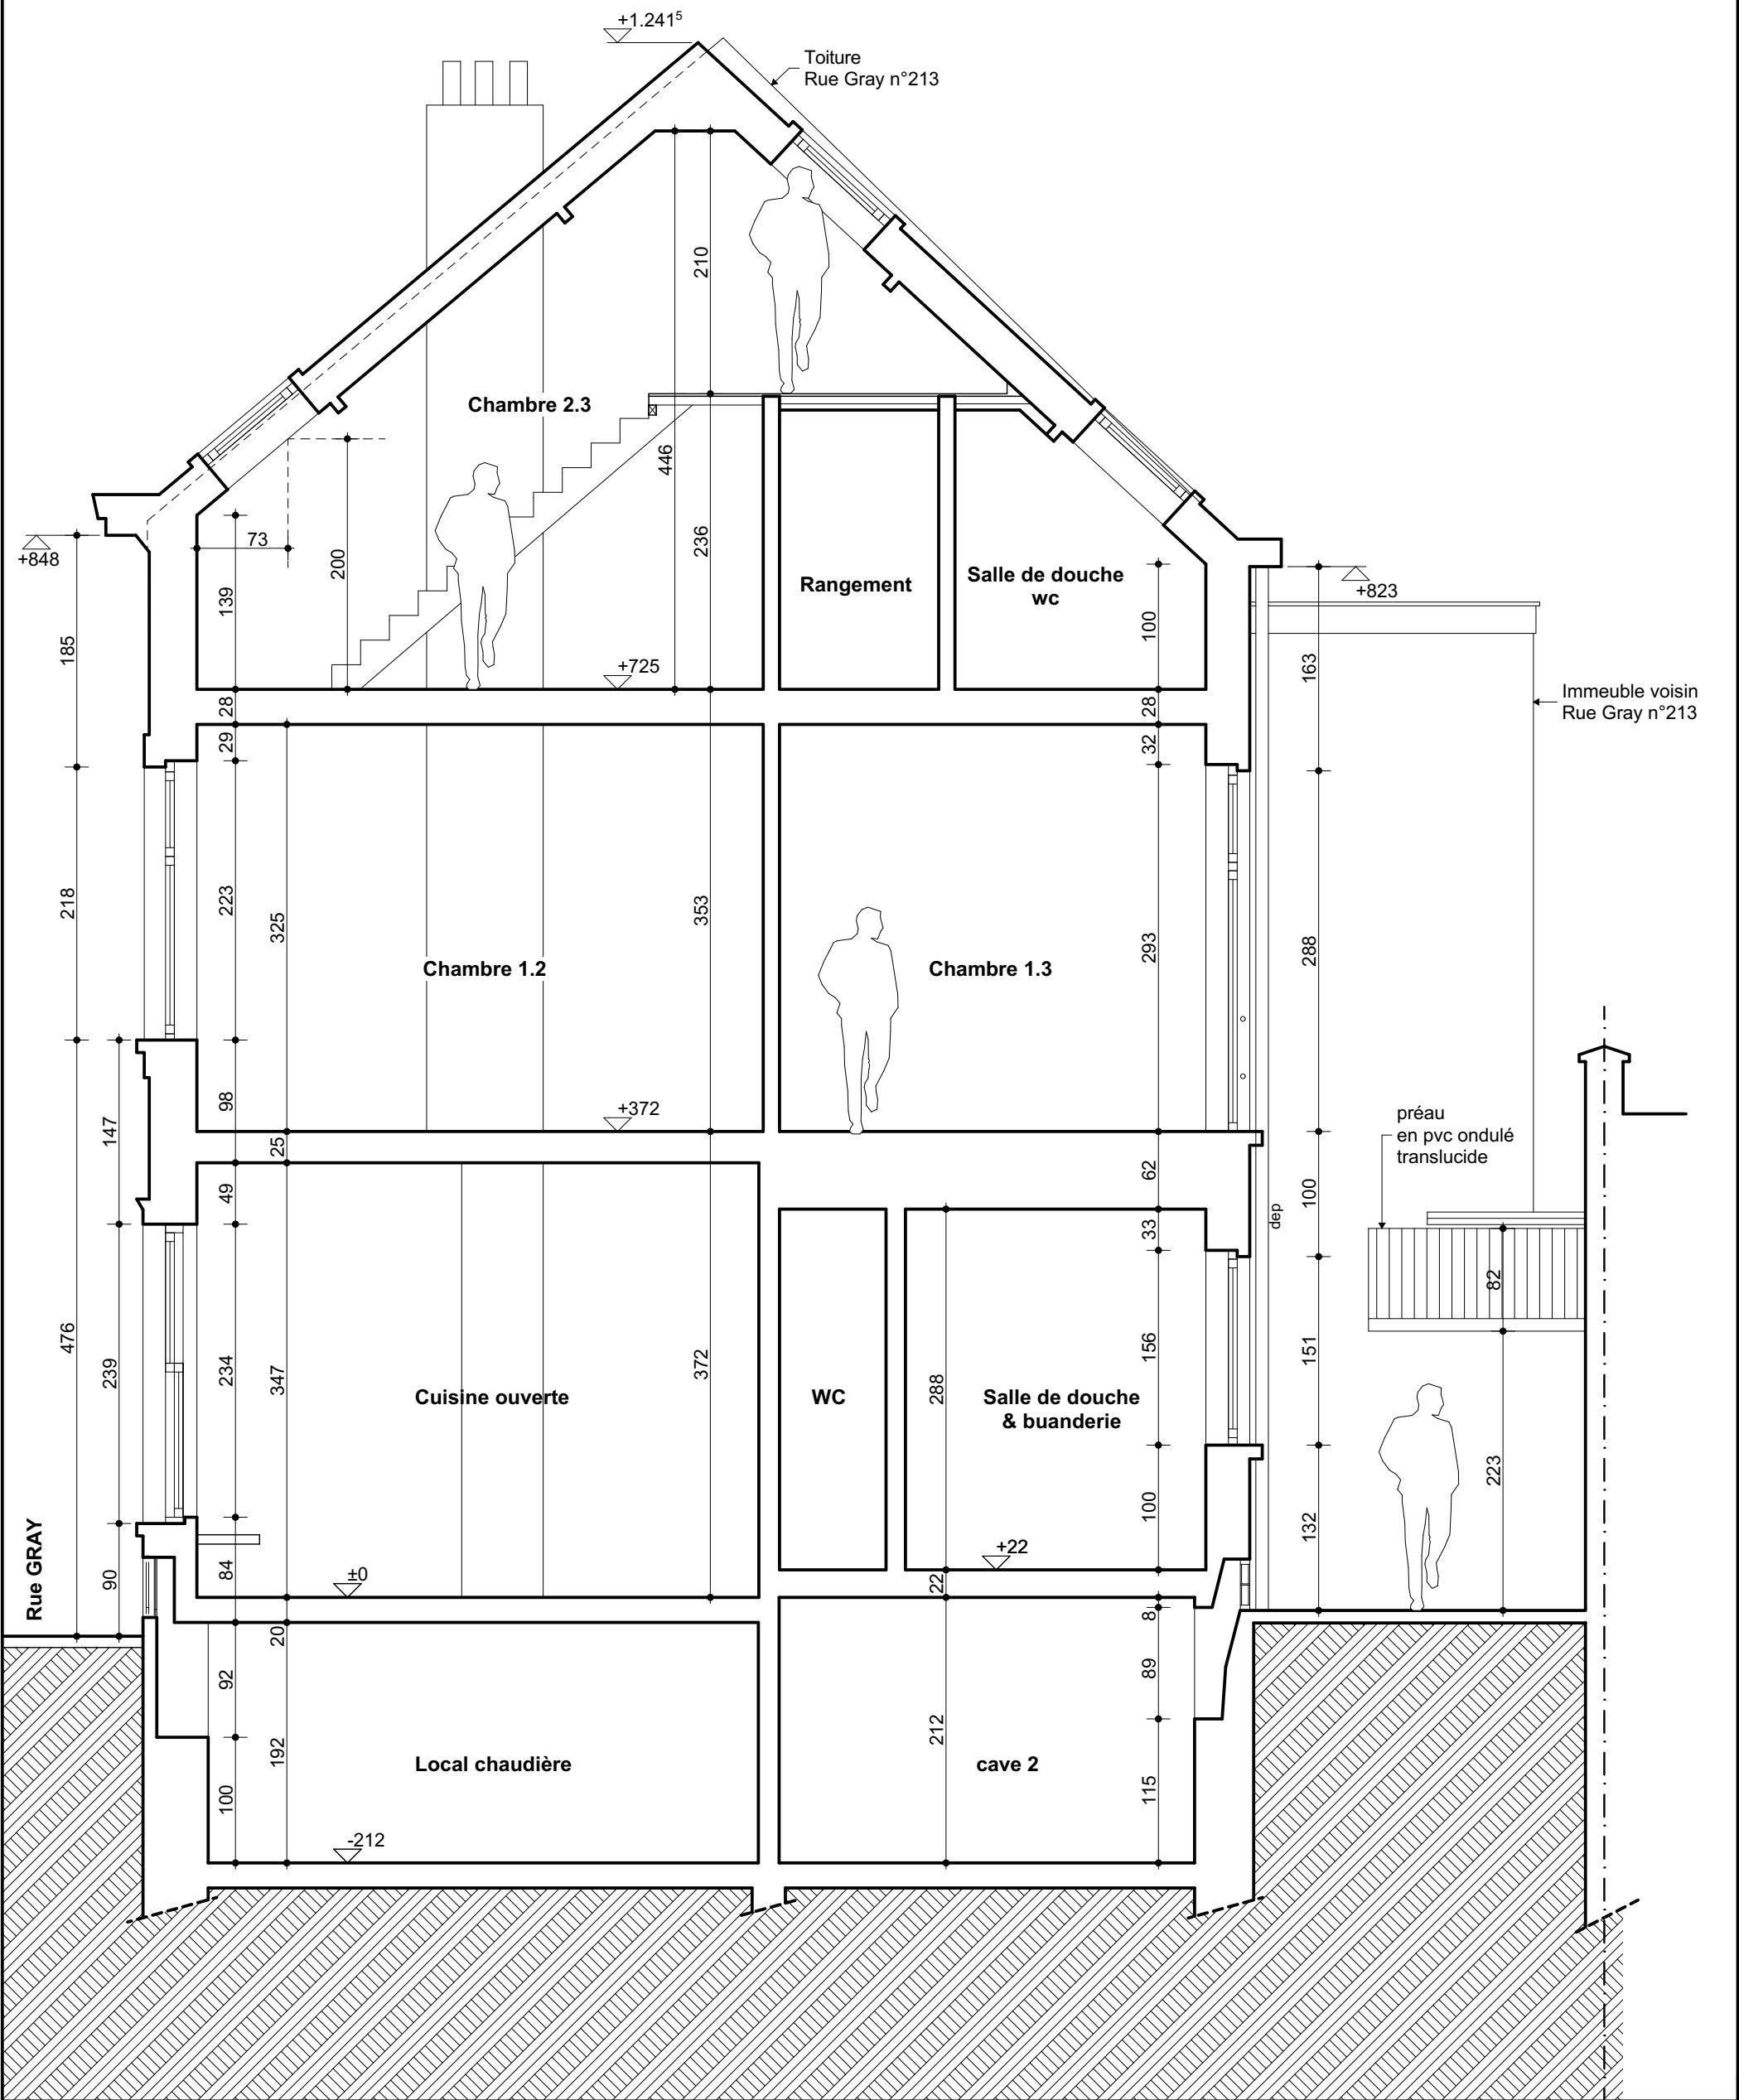 +1.241⁵
Toiture
Rue Gray n°213
210
Chambre 2.3
446
236
73
200
139
+848
185
Rangement
Salle de douche
wc
100
+823
163
+725
Immeuble voisin
Rue Gray n°213
28
29
28
32
218
223
325
353
293
288
Chambre 1.2
Chambre 1.3
98
147
+372
25
49
62
100
préau
en pvc ondulé
translucide
dep
33
82
476
239
234
347
372
288
156
151
Cuisine ouverte
WC
Salle de douche
& buanderie
223
100
132
Rue GRAY
90
84
±0
+22
22
8
20
92
89
192
212
Local chaudière
cave 2
100
115
-212